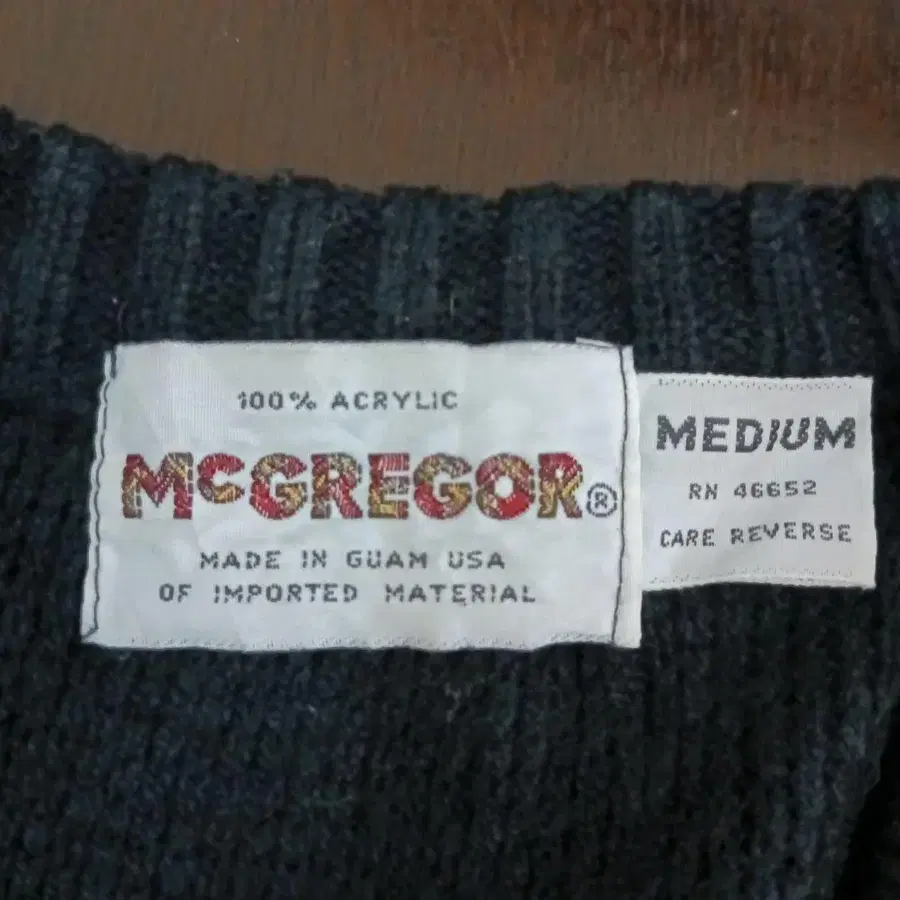 100% ACRYLIC
McGREGOR®
MADE IN GUAM USA
OF IMPORTED MATERIAL
MEDIUM
RN 46652
CARE REVERSE